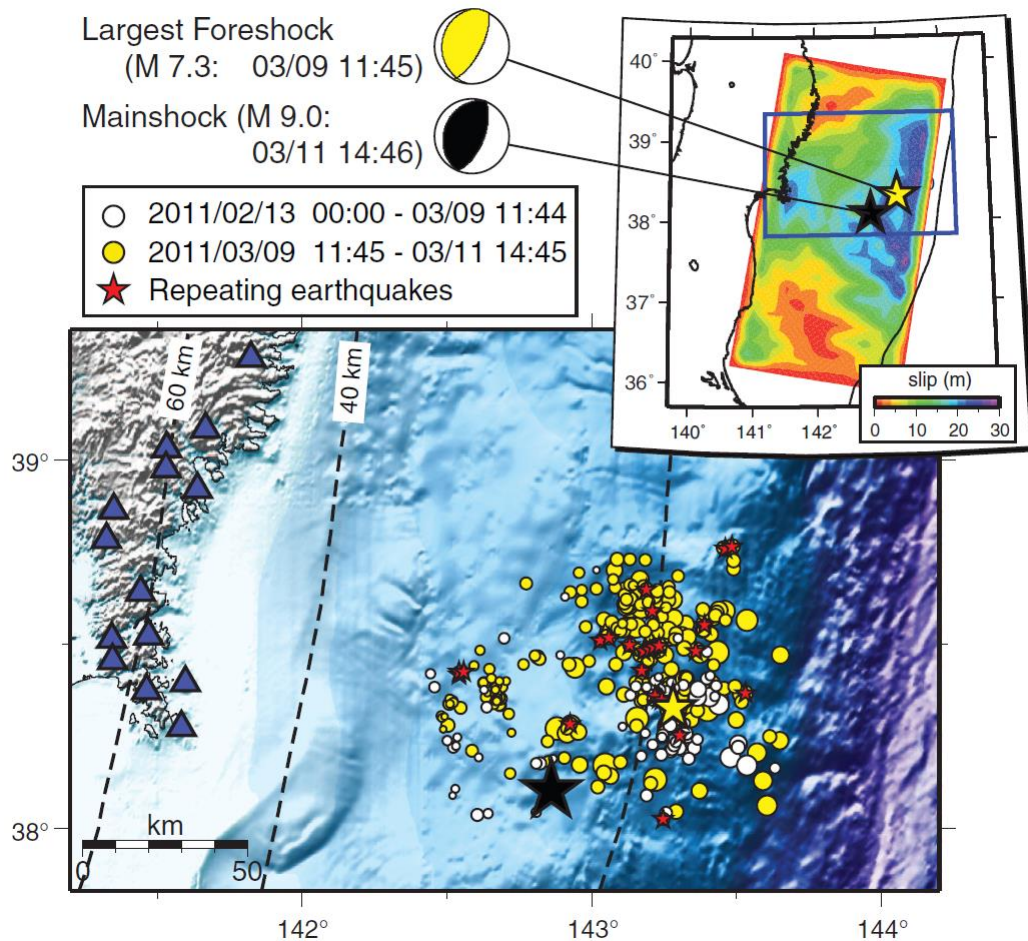 Largest Foreshock
(M 7.3: 03/09 11:45)
Mainshock (M 9.0:
03/11 14:46)
2011/02/13 00:00 - 03/09 11:44
2011/03/09 11:45 - 03/11 14:45
Repeating earthquakes
40°
39°
38°
37°
36°
140° 141° 142°
slip (m)
0 10 20 30
60 km
40 km
39°
38°
km
0 50
142° 143° 144°